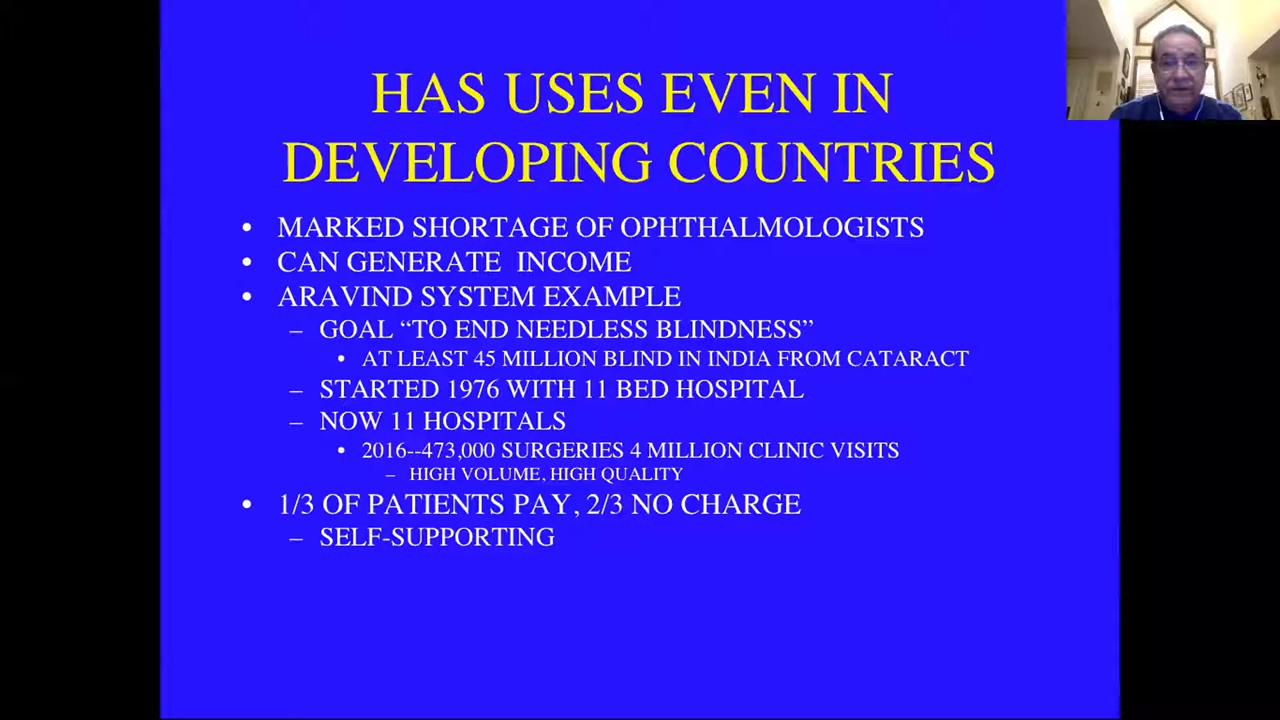 HAS USES EVEN IN
DEVELOPING COUNTRIES
• MARKED SHORTAGE OF OPHTHALMOLOGISTS
• CAN GENERATE INCOME
• ARAVIND SYSTEM EXAMPLE
– GOAL “TO END NEEDLESS BLINDNESS”
• AT LEAST 45 MILLION BLIND IN INDIA FROM CATARACT
– STARTED 1976 WITH 11 BED HOSPITAL
– NOW 11 HOSPITALS
• 2016--473,000 SURGERIES 4 MILLION CLINIC VISITS
– HIGH VOLUME, HIGH QUALITY
• 1/3 OF PATIENTS PAY, 2/3 NO CHARGE
– SELF-SUPPORTING